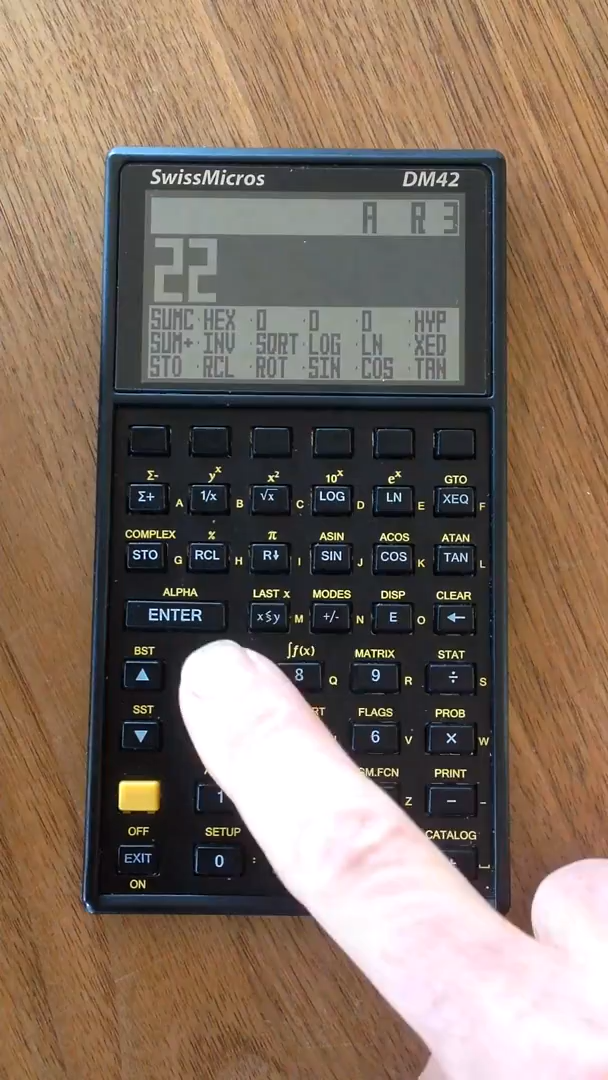 SwissMicros DM42
A R 3
22
SUMC HEX 0 0 0 HYP
SUM+ INV SQRT LOG LN XEQ
STO RCL ROT SIN COS TAN
Σ- yˣ x² 10ˣ eˣ GTO
Σ+ A 1/x B √x C LOG D LN E XEQ F
COMPLEX % π ASIN ACOS ATAN
STO G RCL H R↓ I SIN J COS K TAN L
ALPHA LAST x MODES DISP CLEAR
ENTER x≶y M +/- N E O ←
BST ∫f(x) MATRIX STAT
▲ 8 Q 9 R ÷ S
SST FLAGS PROB
▼ 6 V × W
PRINT
1 Z − -
OFF SETUP CATALOG
EXIT 0 : ␣
ON